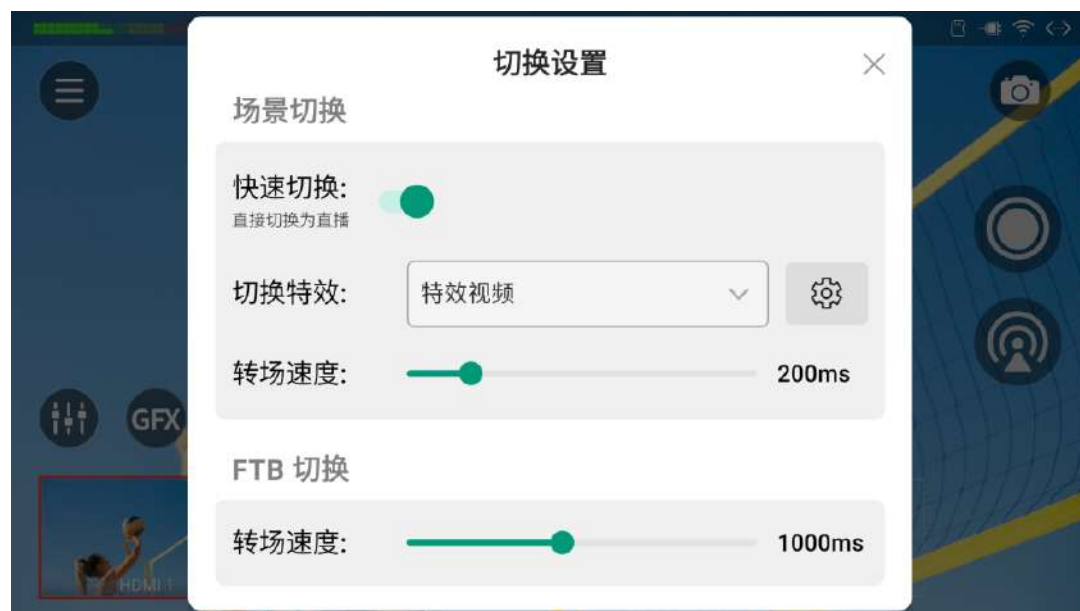 切换设置
场景切换
快速切换:
直接切换为直播
切换特效: 特效视频
转场速度: 200ms
GFX
FTB 切换
转场速度: 1000ms
HDMI 1